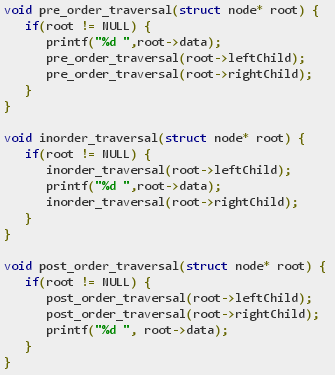 void pre_order_traversal(struct node* root) {
   if(root != NULL) {
      printf("%d ",root->data);
      pre_order_traversal(root->leftChild);
      pre_order_traversal(root->rightChild);
   }
}

void inorder_traversal(struct node* root) {
   if(root != NULL) {
      inorder_traversal(root->leftChild);
      printf("%d ",root->data);
      inorder_traversal(root->rightChild);
   }
}

void post_order_traversal(struct node* root) {
   if(root != NULL) {
      post_order_traversal(root->leftChild);
      post_order_traversal(root->rightChild);
      printf("%d ", root->data);
   }
}